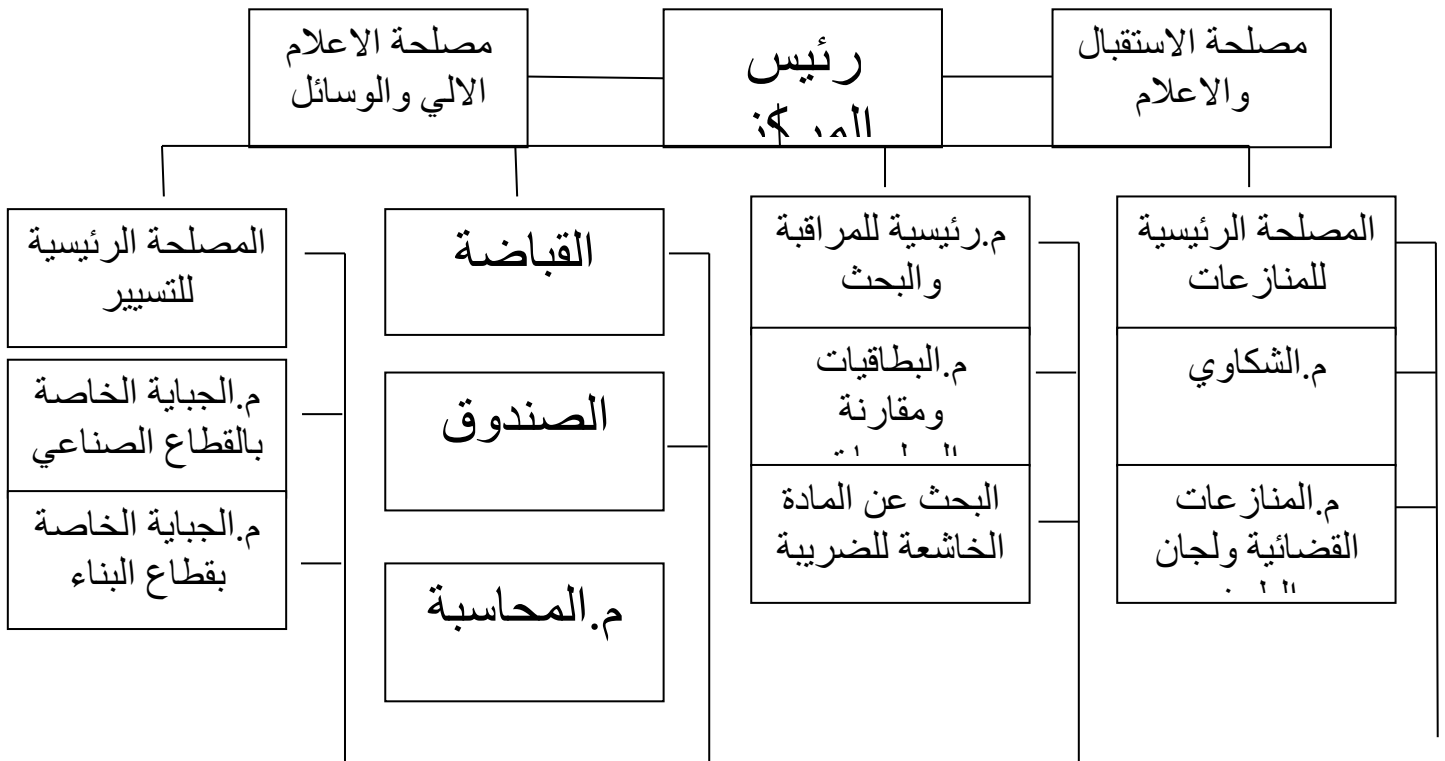 مصلحة الاستقبال
والاعلام
رئيس
المركز
مصلحة الاعلام
الالي والوسائل
المصلحة الرئيسية
للمنازعات
م.رئيسية للمراقبة
والبحث
القباضة
المصلحة الرئيسية
للتسيير
م.الشكاوي
م.البطاقيات
ومقارنة
الصندوق
م.الجباية الخاصة
بالقطاع الصناعي
م.المنازعات
القضائية ولجان
البحث عن المادة
الخاشعة للضريبة
م.المحاسبة
م.الجباية الخاصة
بقطاع البناء